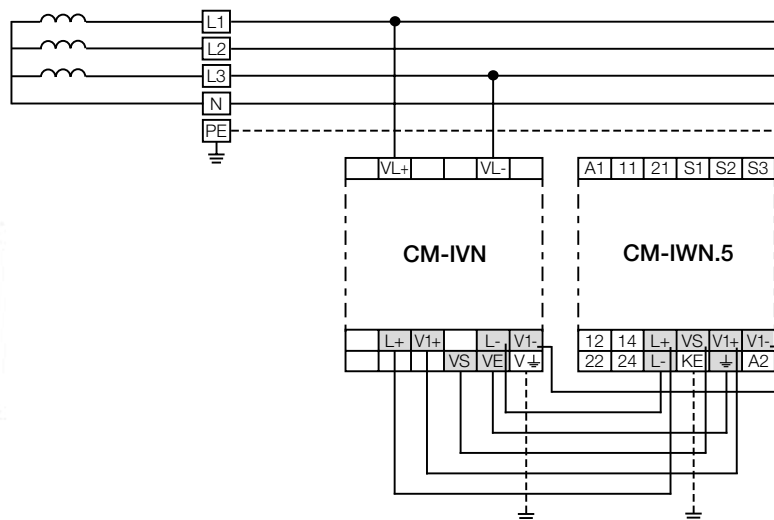 L1
L2
L3
N
PE
VL+ VL-
A1 11 21 S1 S2 S3
CM-IVN
CM-IWN.5
L+ V1+ L- V1-
VS VE V⏚
12 14 L+ VS V1+ V1-
22 24 L- KE ⏚ A2